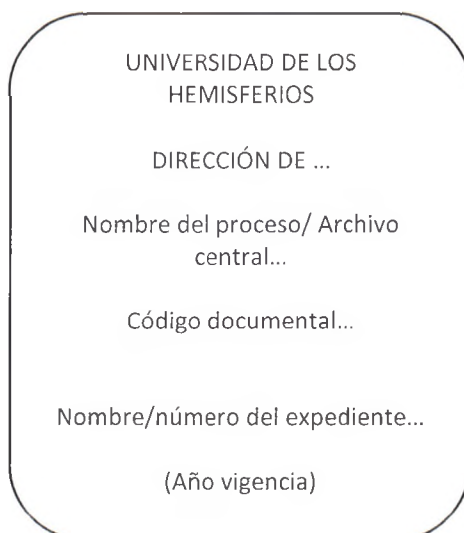 UNIVERSIDAD DE LOS
HEMISFERIOS
DIRECCIÓN DE ...
Nombre del proceso/ Archivo
central...
Código documental...
Nombre/número del expediente...
(Año vigencia)